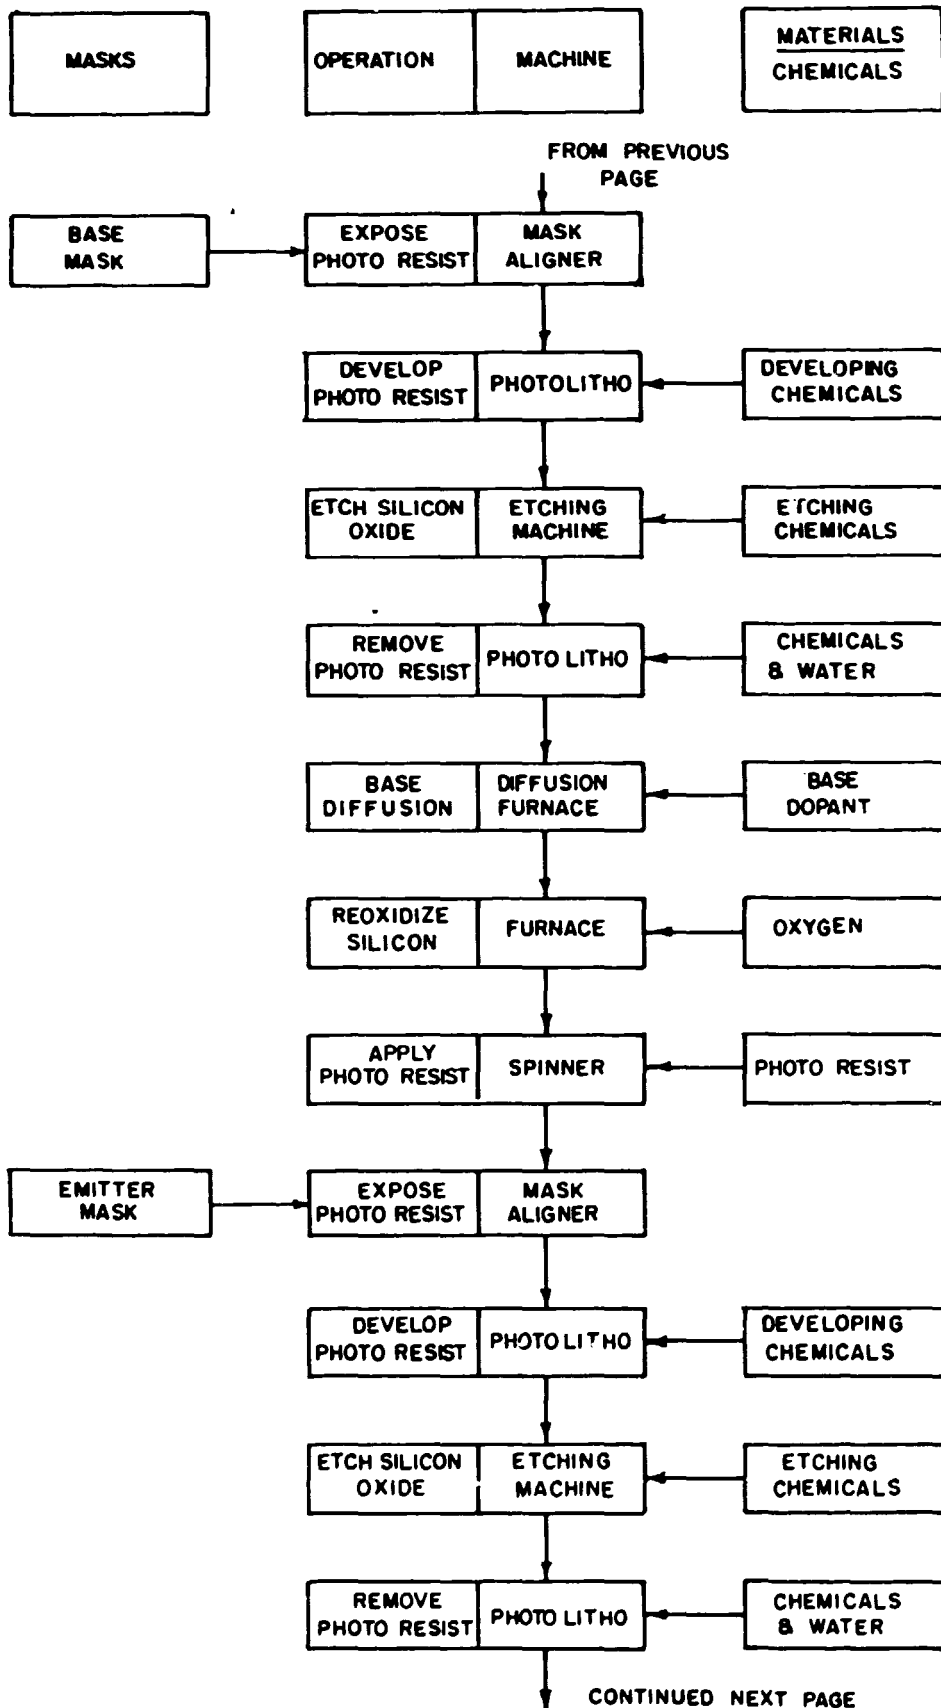 MASKS
OPERATION
MACHINE
MATERIALS
CHEMICALS
FROM PREVIOUS
PAGE
BASE
MASK
EXPOSE
PHOTO RESIST
MASK
ALIGNER
DEVELOP
PHOTO RESIST
PHOTOLITHO
DEVELOPING
CHEMICALS
ETCH SILICON
OXIDE
ETCHING
MACHINE
ETCHING
CHEMICALS
REMOVE
PHOTO RESIST
PHOTO LITHO
CHEMICALS
& WATER
BASE
DIFFUSION
DIFFUSION
FURNACE
BASE
DOPANT
REOXIDIZE
SILICON
FURNACE
OXYGEN
APPLY
PHOTO RESIST
SPINNER
PHOTO RESIST
EMITTER
MASK
EXPOSE
PHOTO RESIST
MASK
ALIGNER
DEVELOP
PHOTO RESIST
PHOTO LITHO
DEVELOPING
CHEMICALS
ETCH SILICON
OXIDE
ETCHING
MACHINE
ETCHING
CHEMICALS
REMOVE
PHOTO RESIST
PHOTO LITHO
CHEMICALS
& WATER
CONTINUED NEXT PAGE